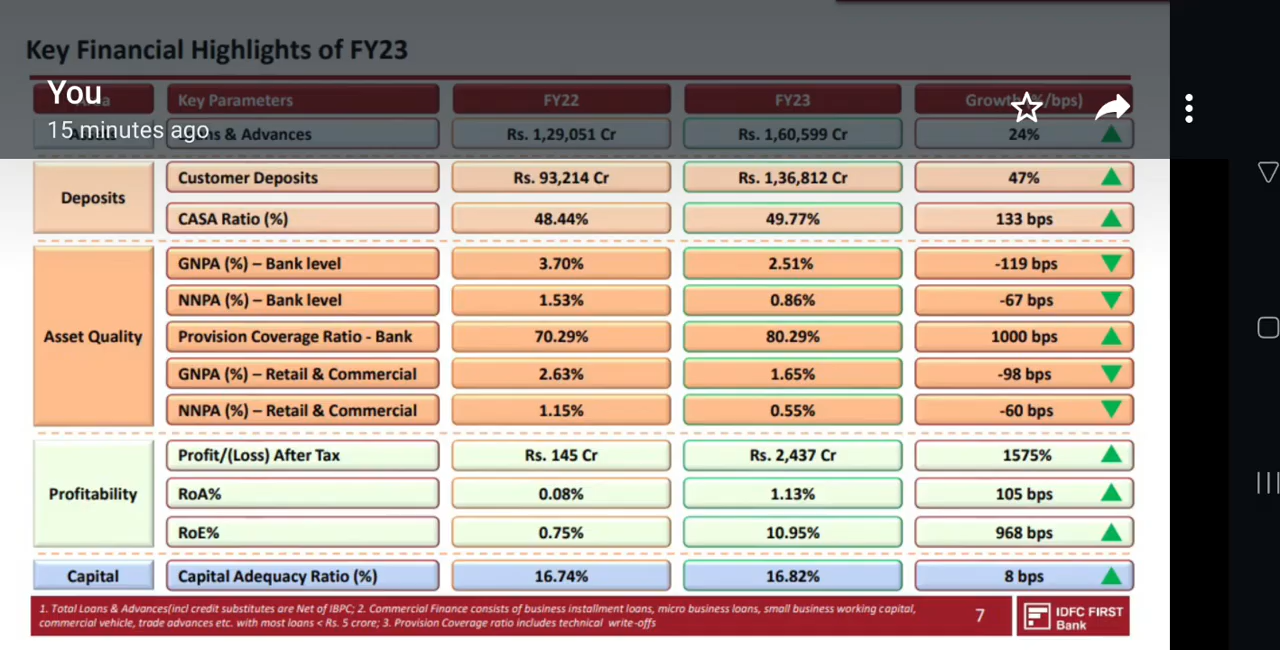 Key Financial Highlights of FY23
You
15 minutes ago
Key Parameters FY22 FY23 Growth %/bps)
& Advances Rs. 1,29,051 Cr Rs. 1,60,599 Cr 24%
Deposits
Customer Deposits Rs. 93,214 Cr Rs. 1,36,812 Cr 47%
CASA Ratio (%) 48.44% 49.77% 133 bps
Asset Quality
GNPA (%) – Bank level 3.70% 2.51% -119 bps
NNPA (%) – Bank level 1.53% 0.86% -67 bps
Provision Coverage Ratio - Bank 70.29% 80.29% 1000 bps
GNPA (%) – Retail & Commercial 2.63% 1.65% -98 bps
NNPA (%) – Retail & Commercial 1.15% 0.55% -60 bps
Profitability
Profit/(Loss) After Tax Rs. 145 Cr Rs. 2,437 Cr 1575%
RoA% 0.08% 1.13% 105 bps
RoE% 0.75% 10.95% 968 bps
Capital Capital Adequacy Ratio (%) 16.74% 16.82% 8 bps
1. Total Loans & Advances(incl credit substitutes are Net of IBPC; 2. Commercial Finance consists of business installment loans, micro business loans, small business working capital,
commercial vehicle, trade advances etc. with most loans < Rs. 5 crore; 3. Provision Coverage ratio includes technical write-offs
7
IDFC FIRST
Bank